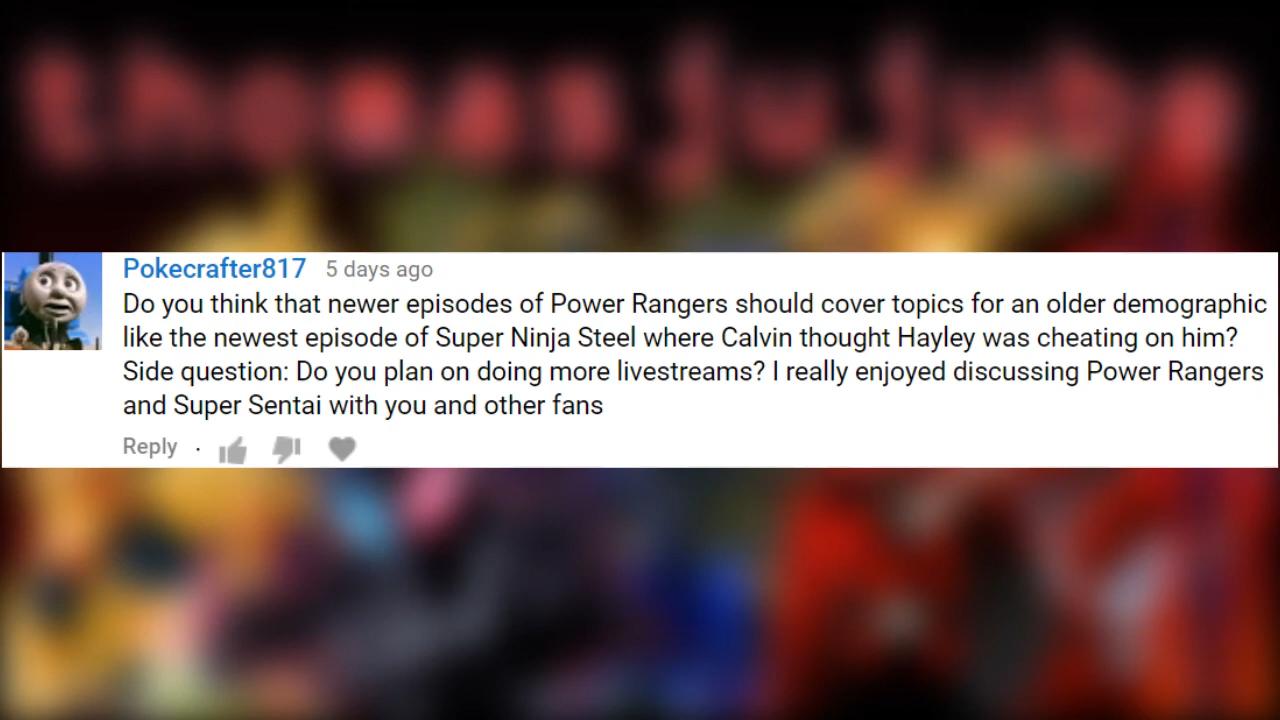 Pokecrafter817 5 days ago
Do you think that newer episodes of Power Rangers should cover topics for an older demographic
like the newest episode of Super Ninja Steel where Calvin thought Hayley was cheating on him?
Side question: Do you plan on doing more livestreams? I really enjoyed discussing Power Rangers
and Super Sentai with you and other fans
Reply ·